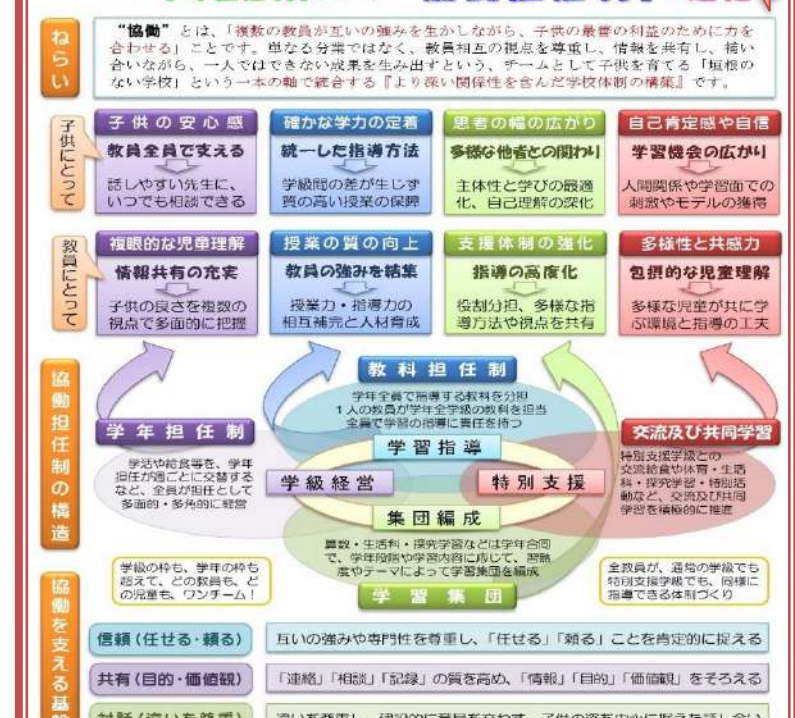 ねらい
“協働”とは、「複数の教員が互いの強みを生かしながら、子供の最善の利益のために力を
合わせる」ことです。単なる分業ではなく、教員相互の視点を尊重し、情報を共有し、補い
合いながら、一人ではできない成果を生み出すという、チームとして子供を育てる「垣根の
ない学校」という一本の軸で統合する『より深い関係性を含んだ学校体制の構築』です。
子供にとって
子供の安心感
教員全員で支える
話しやすい先生に、
いつでも相談できる
確かな学力の定着
統一した指導方法
学級間の差が生じず
質の高い授業の保障
思考の幅の広がり
多様な他者との関わり
主体性と学びの最適
化、自己理解の深化
自己肯定感や自信
学習機会の広がり
人間関係や学習面での
刺激やモデルの獲得
教員にとって
複眼的な児童理解
情報共有の充実
子供の良さを複数の
視点で多面的に把握
授業の質の向上
教員の強みを結集
授業力・指導力の
相互補完と人材育成
支援体制の強化
指導の高度化
役割分担、多様な指
導方法や視点を共有
多様性と共感力
包摂的な児童理解
多様な児童が共に学
ぶ環境と指導の工夫
協働担任制の構造
教科担任制
学年全員で指導する教科を分担
1人の教員が学年全学級の教科を担当
全員で学習の指導に責任を持つ
学年担任制
学活や給食等を、学年
担任が週ごとに交替する
など、全員が担任として
多面的・多角的に経営
交流及び共同学習
特別支援学級との
交流給食や体育・生活
科・探究学習・特別活
動など、交流及び共同
学習を積極的に推進
学習指導
学級経営
特別支援
集団編成
算数・生活科・探究学習などは学年合同
で、学年段階や学習内容に応じて、習熟
度やテーマによって学習集団を編成
学習集団
学級の枠も、学年の枠も
超えて、どの教員も、ど
の児童も、ワンチーム！
全教員が、通常の学級でも
特別支援学級でも、同様に
指導できる体制づくり
協働を支える基
信頼（任せる・頼る）
互いの強みや専門性を尊重し、「任せる」「頼る」ことを肯定的に捉える
共有（目的・価値観）
「連絡」「相談」「記録」の質を高め、「情報」「目的」「価値観」をそろえる
対話（違いを尊重）